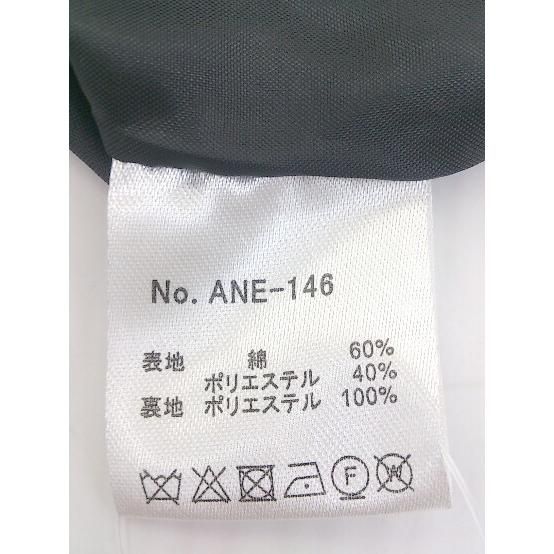 No. ANE-146
表地 綿 60%
ポリエステル 40%
裏地 ポリエステル 100%
F W